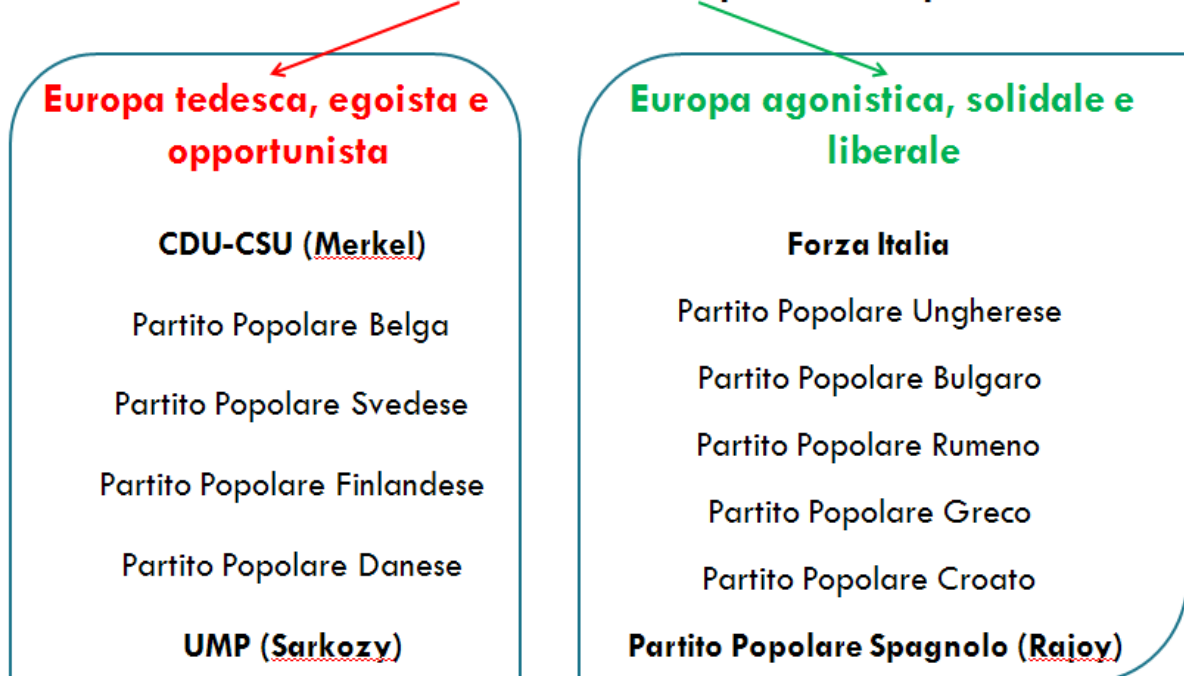 Europa tedesca, egoista e
opportunista
CDU-CSU (Merkel)
Partito Popolare Belga
Partito Popolare Svedese
Partito Popolare Finlandese
Partito Popolare Danese
UMP (Sarkozy)
Europa agonistica, solidale e
liberale
Forza Italia
Partito Popolare Ungherese
Partito Popolare Bulgaro
Partito Popolare Rumeno
Partito Popolare Greco
Partito Popolare Croato
Partito Popolare Spagnolo (Rajoy)